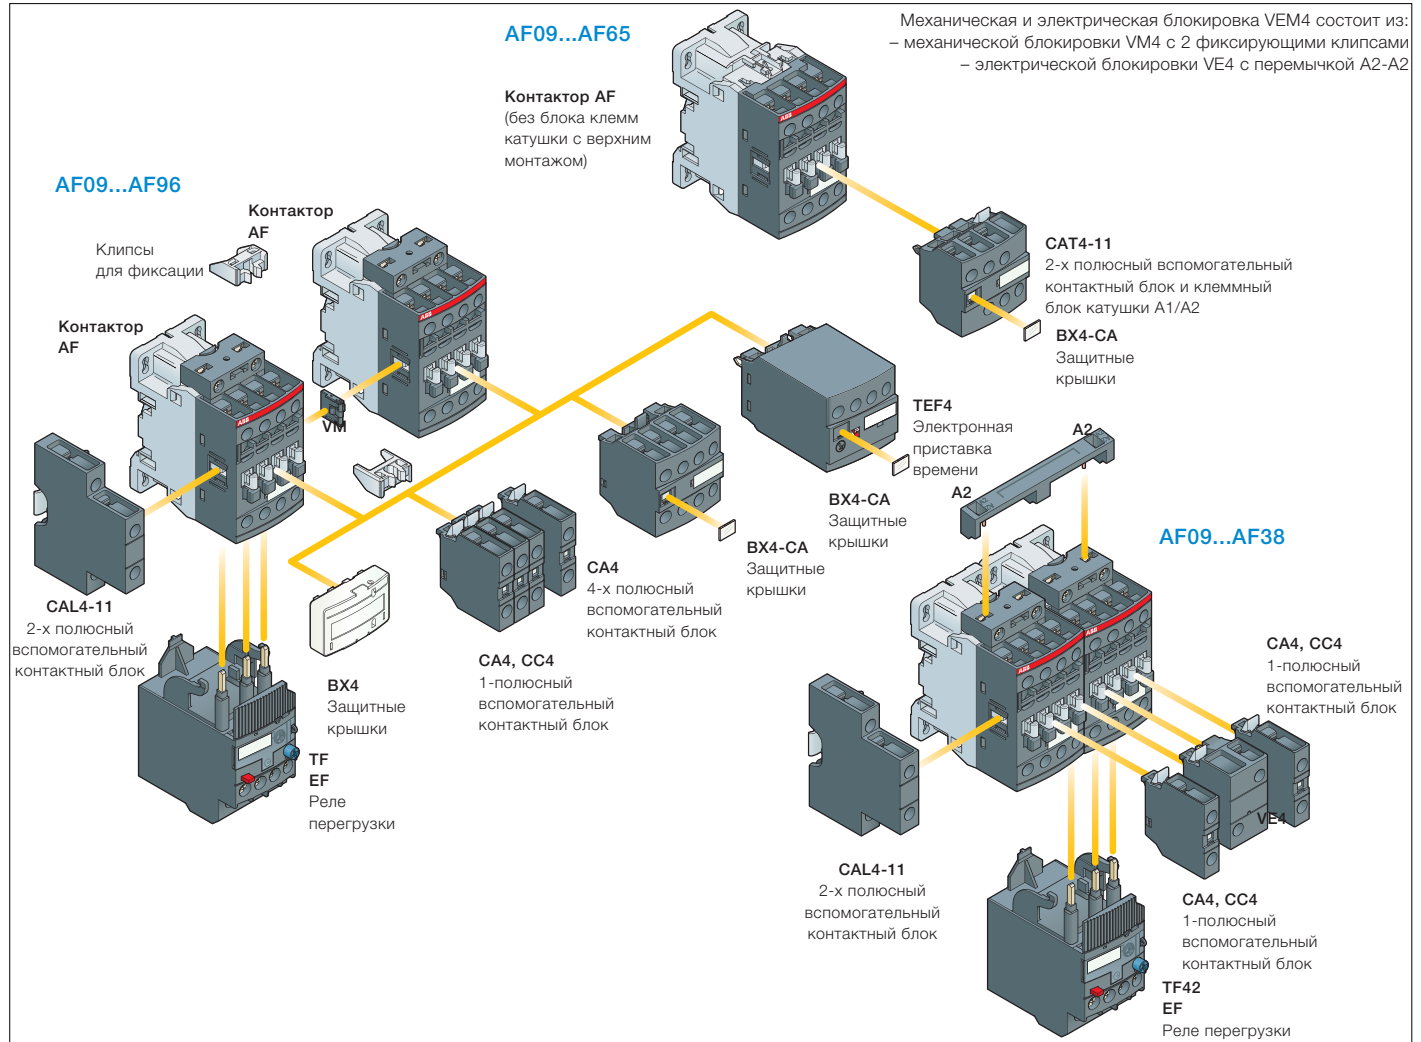 AF09...AF65
Механическая и электрическая блокировка VEM4 состоит из:
– механической блокировки VM4 с 2 фиксирующими клипсами
– электрической блокировки VE4 с перемычкой A2-A2
Контактор AF
(без блока клемм
катушки с верхним
монтажом)
ABB
AF09...AF96
Контактор
AF
Клипсы
для фиксации
Контактор
AF
ABB
ABB
VM
CAT4-11
2-х полюсный вспомогательный
контактный блок и клеммный
блок катушки A1/A2
BX4-CA
Защитные
крышки
TEF4
Электронная
приставка
времени
BX4-CA
Защитные
крышки
BX4-CA
Защитные
крышки
CA4
4-х полюсный
вспомогательный
контактный блок
CA4, CC4
1-полюсный
вспомогательный
контактный блок
CAL4-11
2-х полюсный
вспомогательный
контактный блок
BX4
Защитные
крышки
TF
EF
Реле
перегрузки
A2
A2
AF09...AF38
ABB
ABB
CA4, CC4
1-полюсный
вспомогательный
контактный блок
VE4
CAL4-11
2-х полюсный
вспомогательный
контактный блок
CA4, CC4
1-полюсный
вспомогательный
контактный блок
TF42
EF
Реле перегрузки